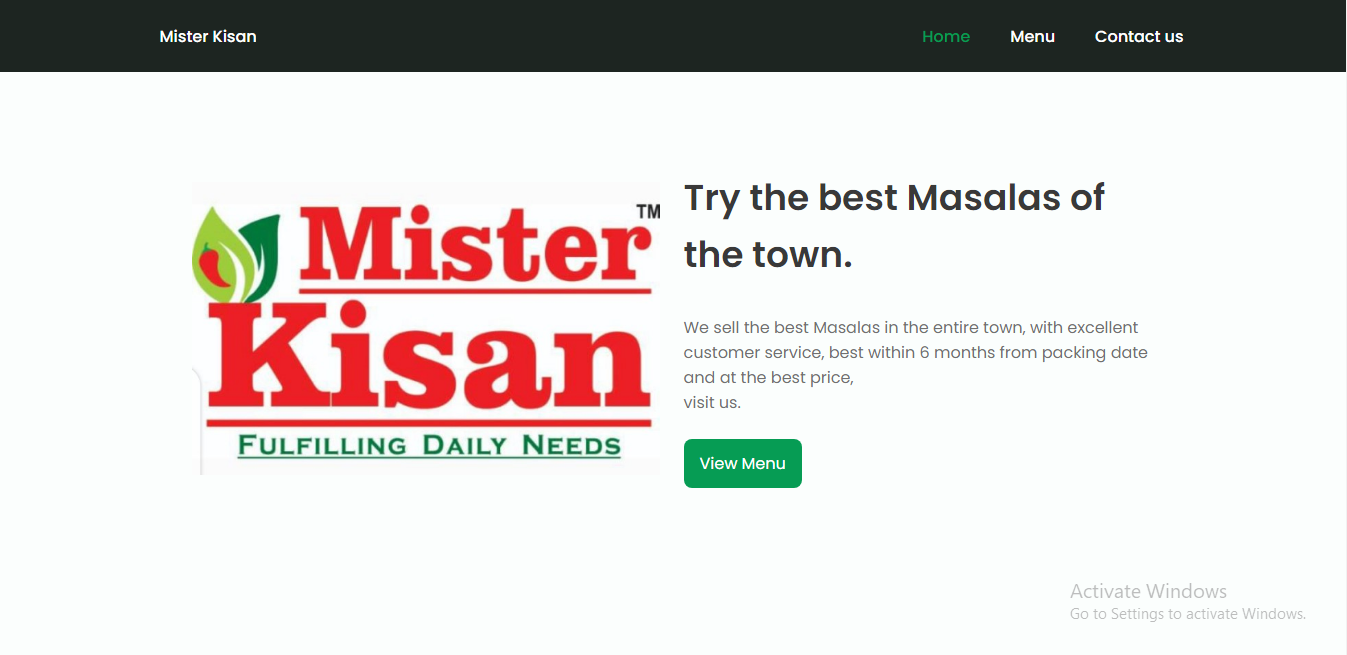 Mister Kisan
Home
Menu
Contact us
Mister
TM
Kisan
FULFILLING DAILY NEEDS
Try the best Masalas of
the town.
We sell the best Masalas in the entire town, with excellent
customer service, best within 6 months from packing date
and at the best price,
visit us.
View Menu
Activate Windows
Go to Settings to activate Windows.